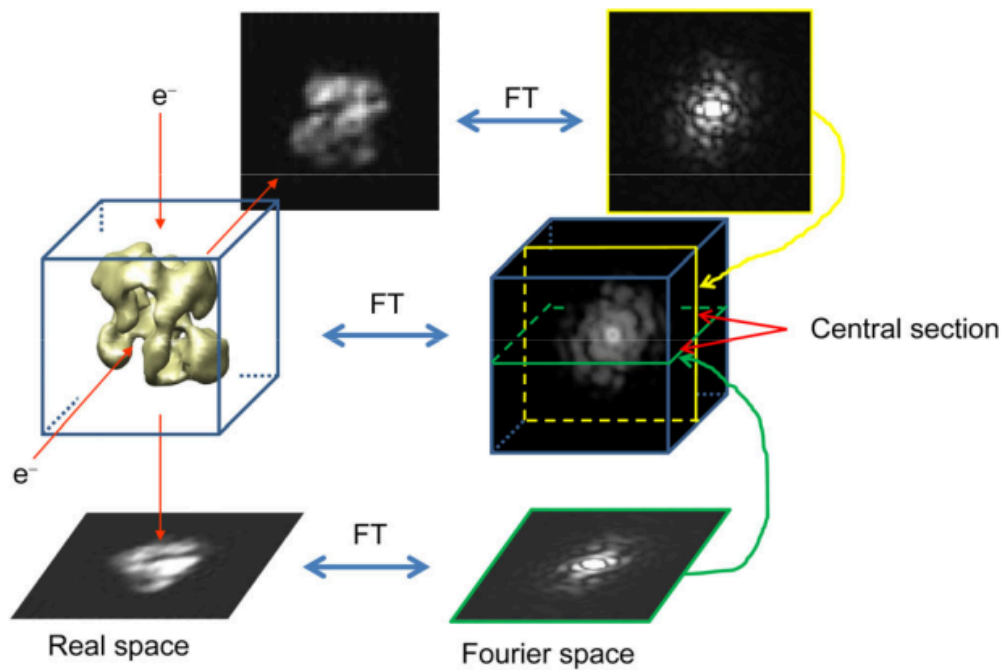 e⁻
FT
FT
Central section
e⁻
FT
Real space
Fourier space